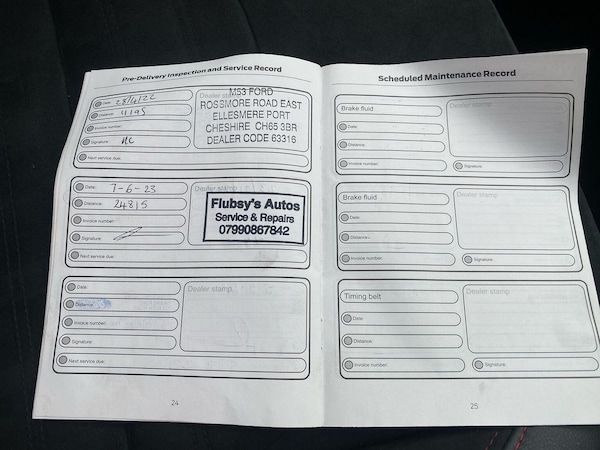 Pre-Delivery Inspection and Service Record
Date: 28/4/22
Distance: 11195
Invoice number:
Signature:
Next service due:
Dealer stamp
MS3 FORD
ROSSMORE ROAD EAST
ELLESMERE PORT
CHESHIRE CH65 3BR
DEALER CODE 63316
Date: 7-6-23
Distance: 24815
Invoice number:
Signature:
Next service due:
Dealer stamp
Flubsy's Autos
Service & Repairs
07990867842
Date:
Distance:
Invoice number:
Signature:
Next service due:
Dealer stamp
24
Scheduled Maintenance Record
Brake fluid
Date:
Distance:
Invoice number:
Dealer stamp
Signature:
Brake fluid
Date:
Distance:
Invoice number:
Dealer stamp
Signature:
Timing belt
Date:
Distance:
Invoice number:
Dealer stamp
Signature:
25